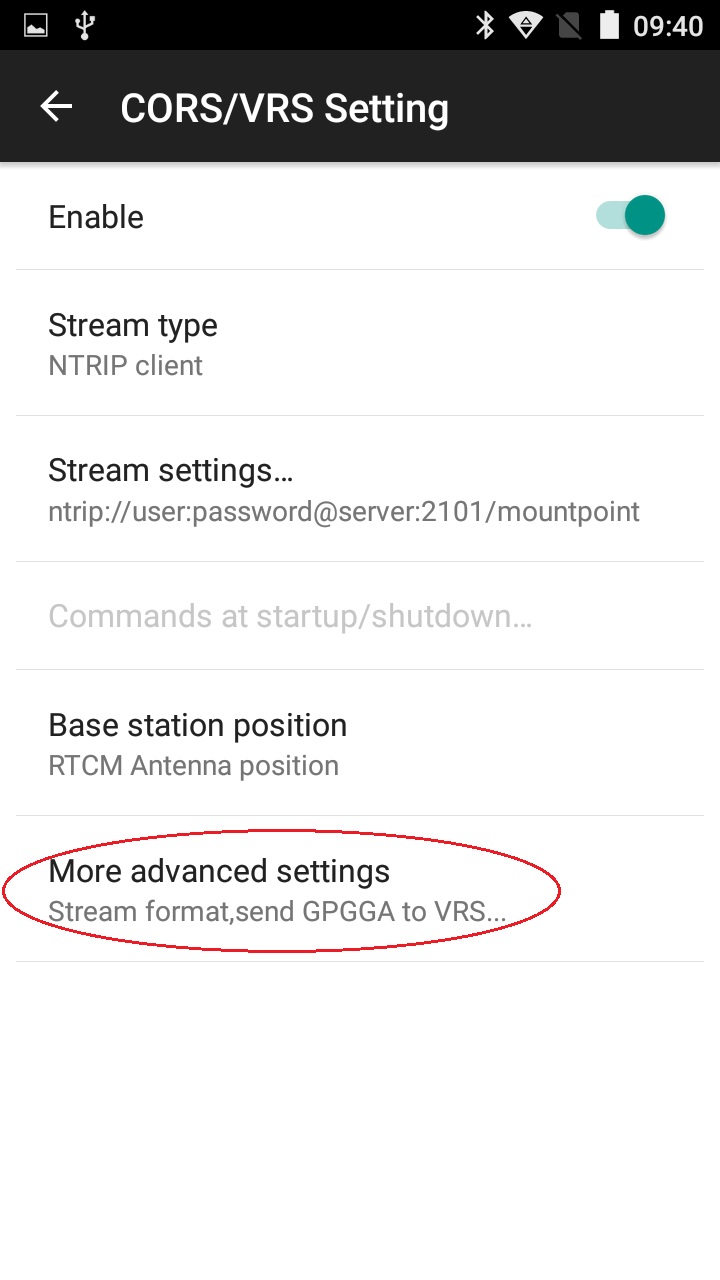 09:40
CORS/VRS Setting
Enable
Stream type
NTRIP client
Stream settings...
ntrip://user:password@server:2101/mountpoint
Commands at startup/shutdown...
Base station position
RTCM Antenna position
More advanced settings
Stream format,send GPGGA to VRS...